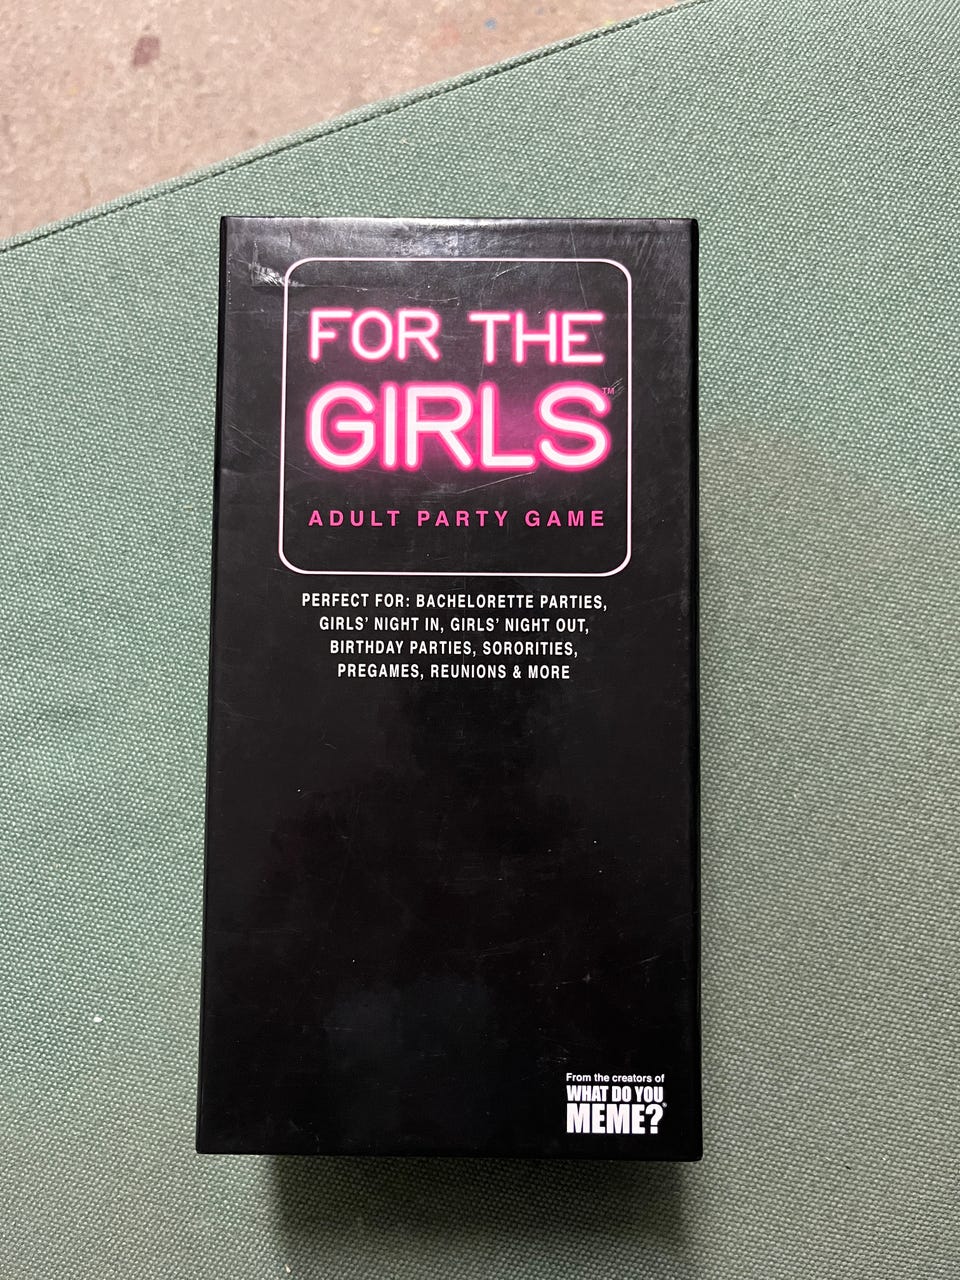 FOR THE
GIRLS™
ADULT PARTY GAME
PERFECT FOR: BACHELORETTE PARTIES,
GIRLS' NIGHT IN, GIRLS' NIGHT OUT,
BIRTHDAY PARTIES, SORORITIES,
PREGAMES, REUNIONS & MORE
From the creators of
WHAT DO YOU
MEME?®